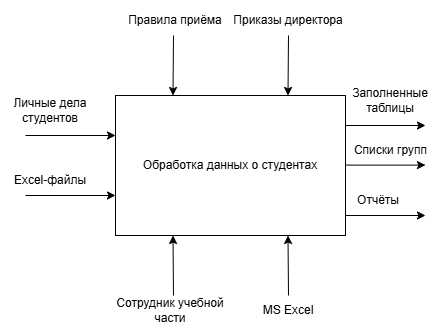 Правила приёма
Приказы директора
Личные дела
студентов
Excel-файлы
Обработка данных о студентах
Заполненные
таблицы
Списки групп
Отчёты
Сотрудник учебной
части
MS Excel